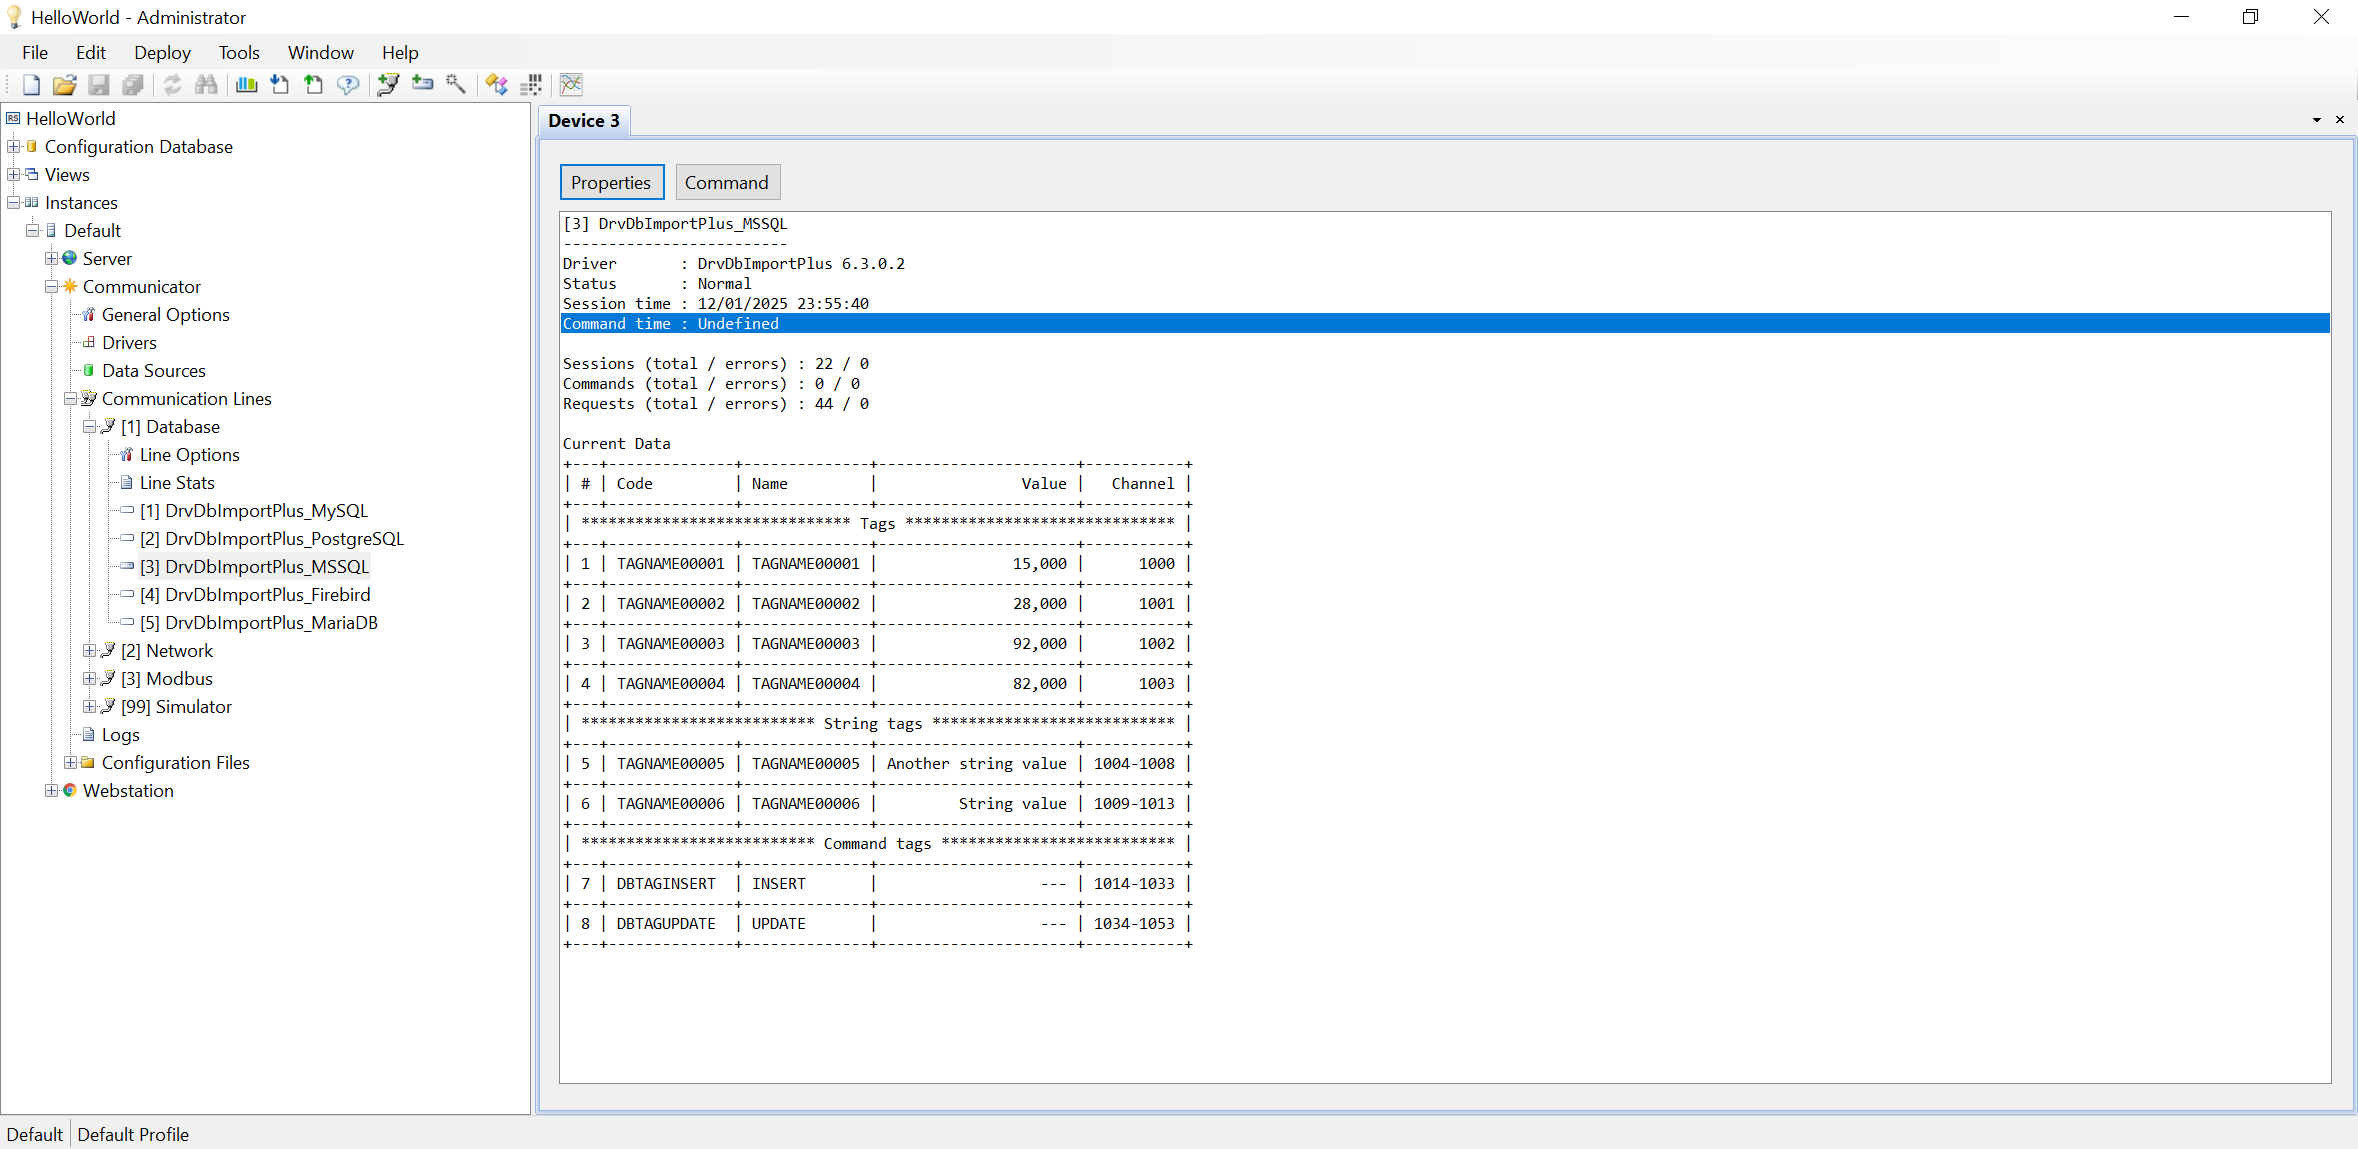 HelloWorld - Administrator
File Edit Deploy Tools Window Help
HelloWorld
Configuration Database
Views
Instances
Default
Server
Communicator
General Options
Drivers
Data Sources
Communication Lines
[1] Database
Line Options
Line Stats
[1] DrvDbImportPlus_MySQL
[2] DrvDbImportPlus_PostgreSQL
[3] DrvDbImportPlus_MSSQL
[4] DrvDbImportPlus_Firebird
[5] DrvDbImportPlus_MariaDB
[2] Network
[3] Modbus
[99] Simulator
Logs
Configuration Files
Webstation
Device 3
Properties Command
[3] DrvDbImportPlus_MSSQL
-------------------------
Driver       : DrvDbImportPlus 6.3.0.2
Status       : Normal
Session time : 12/01/2025 23:55:40
Command time : Undefined
Sessions (total / errors) : 22 / 0
Commands (total / errors) : 0 / 0
Requests (total / errors) : 44 / 0
Current Data
+---+--------------+--------------+----------------------+-----------+
| # | Code         | Name         |                Value |   Channel |
+---+--------------+--------------+----------------------+-----------+
| ****************************** Tags ****************************** |
+---+--------------+--------------+----------------------+-----------+
| 1 | TAGNAME00001 | TAGNAME00001 |               15,000 |      1000 |
+---+--------------+--------------+----------------------+-----------+
| 2 | TAGNAME00002 | TAGNAME00002 |               28,000 |      1001 |
+---+--------------+--------------+----------------------+-----------+
| 3 | TAGNAME00003 | TAGNAME00003 |               92,000 |      1002 |
+---+--------------+--------------+----------------------+-----------+
| 4 | TAGNAME00004 | TAGNAME00004 |               82,000 |      1003 |
+---+--------------+--------------+----------------------+-----------+
| ************************** String tags *************************** |
+---+--------------+--------------+----------------------+-----------+
| 5 | TAGNAME00005 | TAGNAME00005 | Another string value | 1004-1008 |
+---+--------------+--------------+----------------------+-----------+
| 6 | TAGNAME00006 | TAGNAME00006 |         String value | 1009-1013 |
+---+--------------+--------------+----------------------+-----------+
| ************************** Command tags ************************** |
+---+--------------+--------------+----------------------+-----------+
| 7 | DBTAGINSERT  | INSERT       |                  --- | 1014-1033 |
+---+--------------+--------------+----------------------+-----------+
| 8 | DBTAGUPDATE  | UPDATE       |                  --- | 1034-1053 |
+---+--------------+--------------+----------------------+-----------+
Default Default Profile